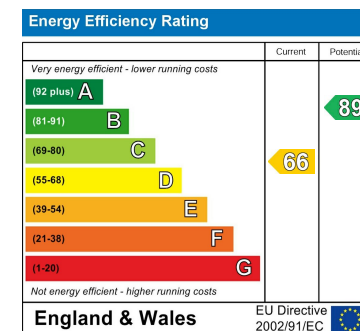 Energy Efficiency Rating
Current
Very energy efficient - lower running costs
(92 plus) A
(81-91) B
89
(69-80) C
66
(55-68) D
(39-54) E
(21-38) F
(1-20) G
Not energy efficient - higher running costs
England & Wales
EU Directive
2002/91/EC